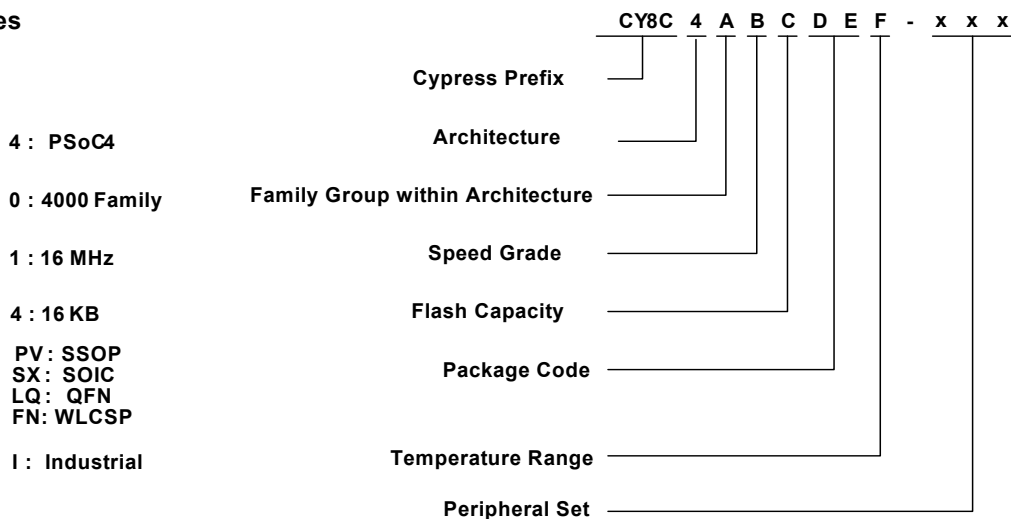 es
CY8C 4 A B C D E F - x x x
Cypress Prefix
4 : PSoC4 Architecture
0 : 4000 Family Family Group within Architecture
1 : 16 MHz Speed Grade
4 : 16 KB Flash Capacity
PV : SSOP
SX : SOIC Package Code
LQ : QFN
FN: WLCSP
I : Industrial Temperature Range
Peripheral Set